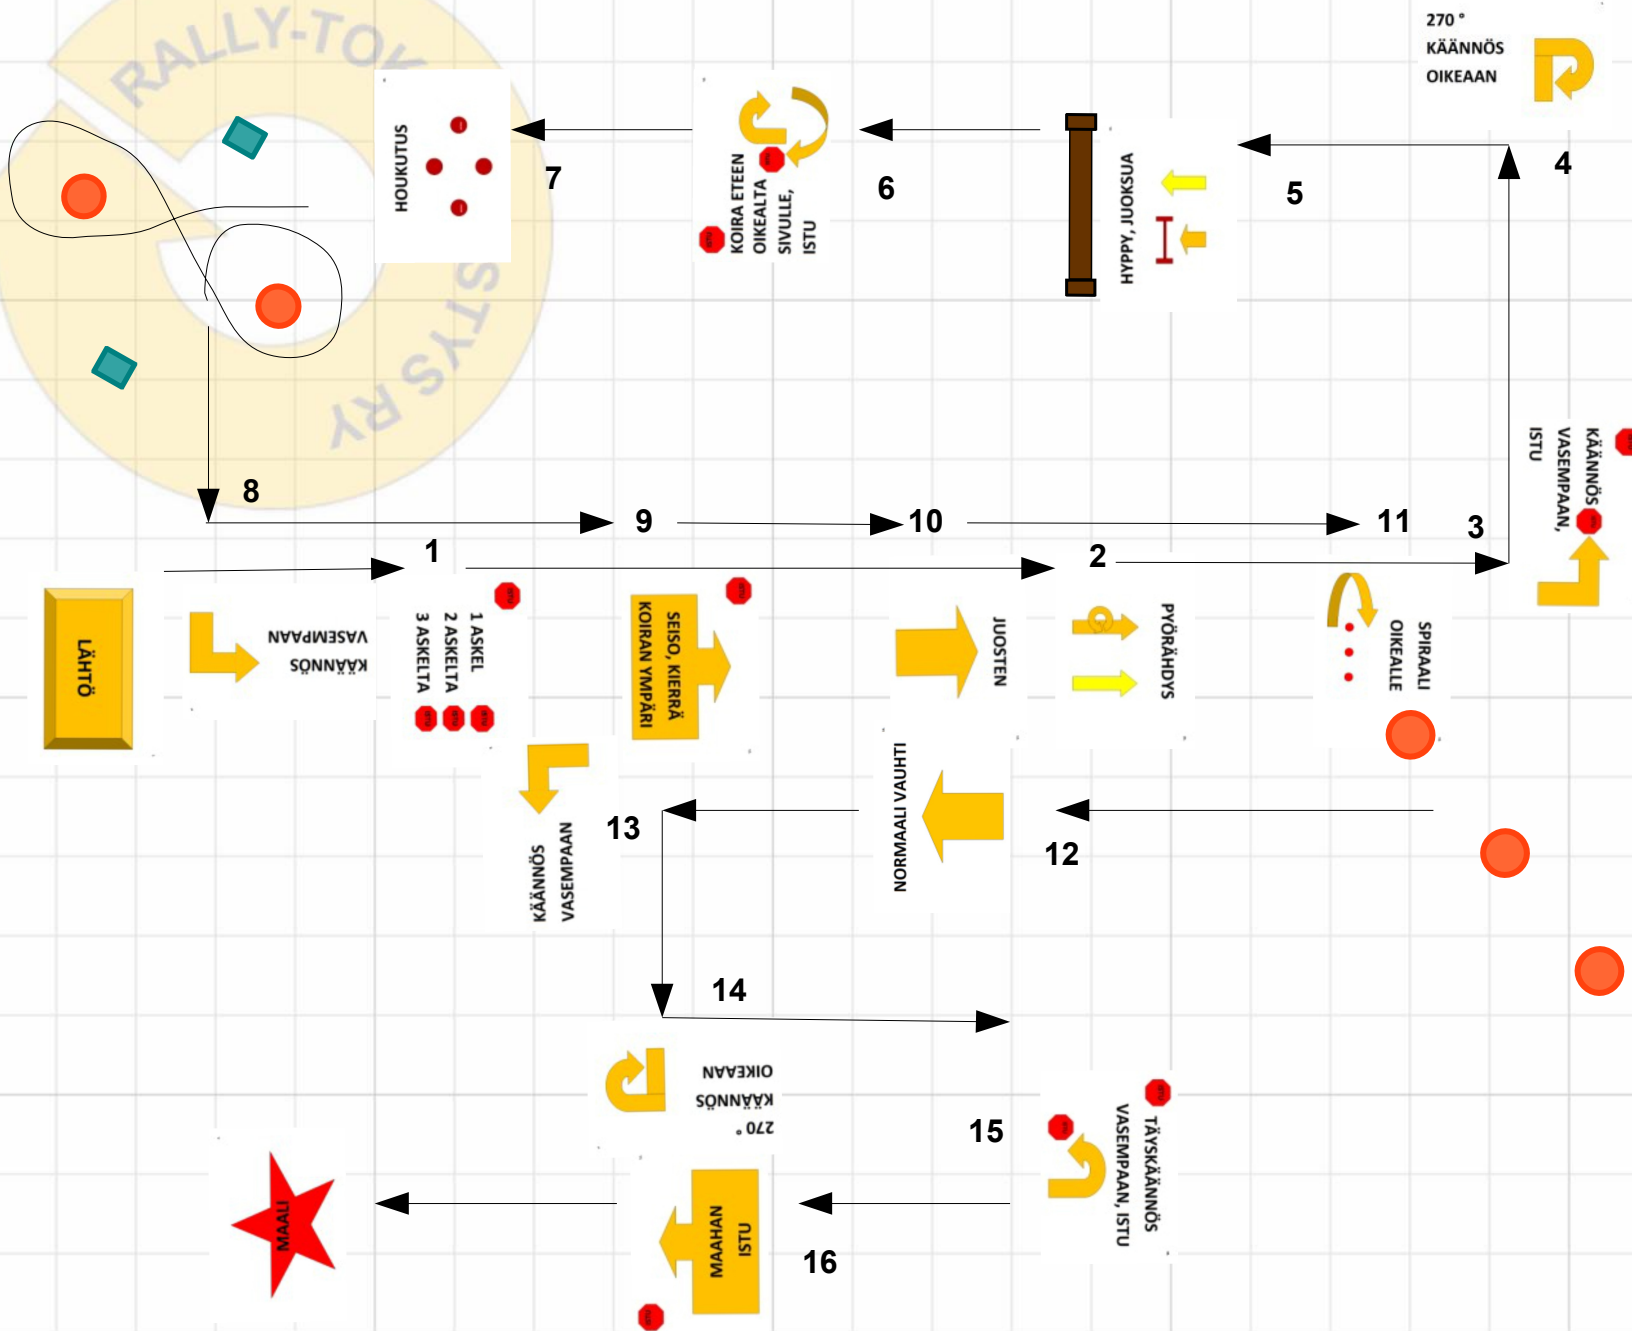 RALLY-TOK
STYS RY
270 °
KÄÄNNÖS
OIKEAAN
4
HOUKUTUS
7
KOIRA ETEEN
OIKEALTA
SIVULLE,
ISTU
6
HYPPY, JUOKSUA
5
KÄÄNNÖS
VASEMPAAN,
ISTU
8
9
10
11
3
1
2
LÄHTÖ
KÄÄNNÖS
VASEMPAAN
1 ASKEL
2 ASKELTA
3 ASKELTA
SEISO, KIERRÄ
KOIRAN YMPÄRI
JUOSTEN
PYÖRÄHDYS
SPIRAALI
OIKEALLE
KÄÄNNÖS
VASEMPAAN
13
NORMAALI VAUHTI
12
14
270 °
KÄÄNNÖS
OIKEAAN
15
TÄYSKÄÄNNÖS
VASEMPAAN, ISTU
MAALI
MAAHAN
ISTU
16